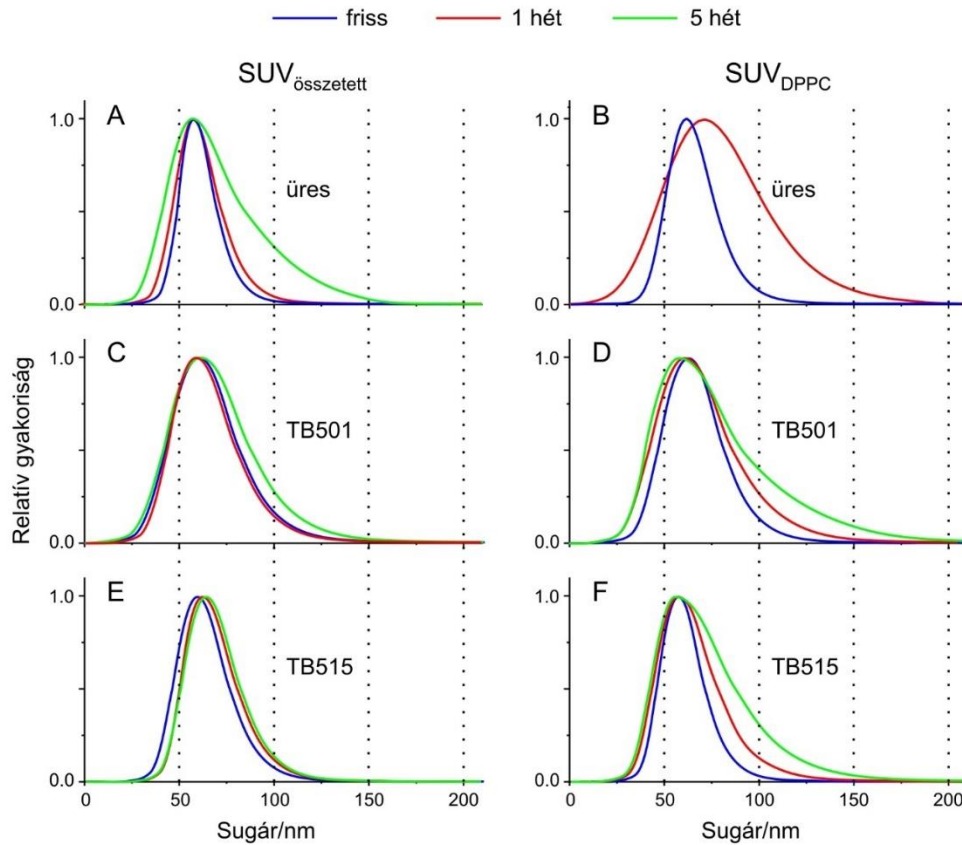 friss 1 hét 5 hét
SUVösszetett SUVDPPC
A B
1.0 1.0
üres üres
0.0 0.0
C D
1.0 1.0
TB501 TB501
0.0 0.0
E F
1.0 1.0
TB515 TB515
0.0 0.0
0 50 100 150 200 0 50 100 150 200
Sugár/nm Sugár/nm
Relatív gyakoriság